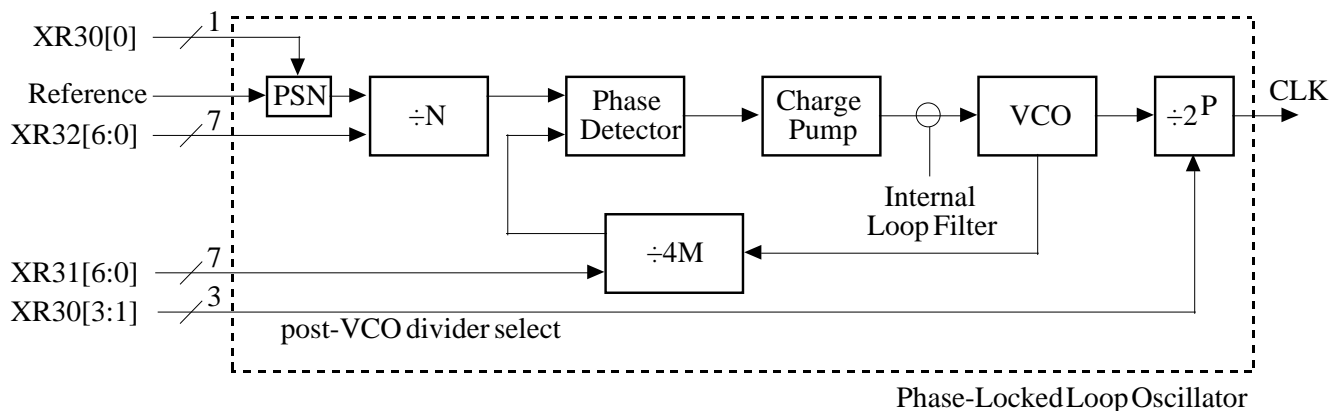 XR30[0]
1
Reference
PSN
XR32[6:0]
7
÷N
Phase
Detector
Charge
Pump
VCO
÷2^P
CLK
Internal
Loop Filter
÷4M
XR31[6:0]
7
XR30[3:1]
3
post-VCO divider select
Phase-Locked Loop Oscillator